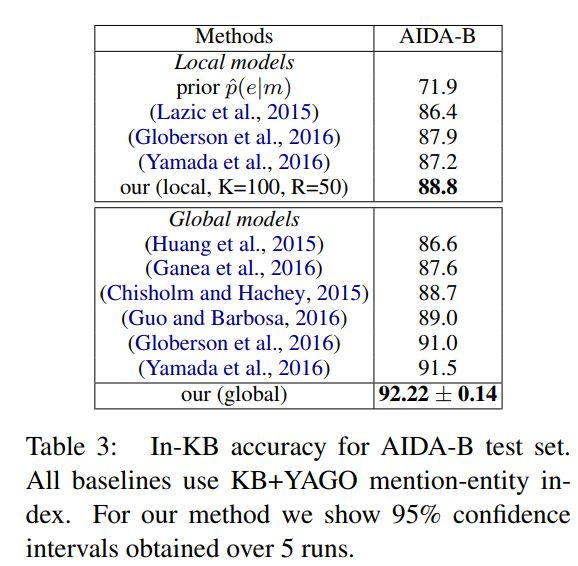 Methods AIDA-B
Local models
prior p̂(e|m) 71.9
(Lazic et al., 2015) 86.4
(Globerson et al., 2016) 87.9
(Yamada et al., 2016) 87.2
our (local, K=100, R=50) 88.8
Global models
(Huang et al., 2015) 86.6
(Ganea et al., 2016) 87.6
(Chisholm and Hachey, 2015) 88.7
(Guo and Barbosa, 2016) 89.0
(Globerson et al., 2016) 91.0
(Yamada et al., 2016) 91.5
our (global) 92.22 ± 0.14
Table 3: In-KB accuracy for AIDA-B test set.
All baselines use KB+YAGO mention-entity in-
dex. For our method we show 95% confidence
intervals obtained over 5 runs.